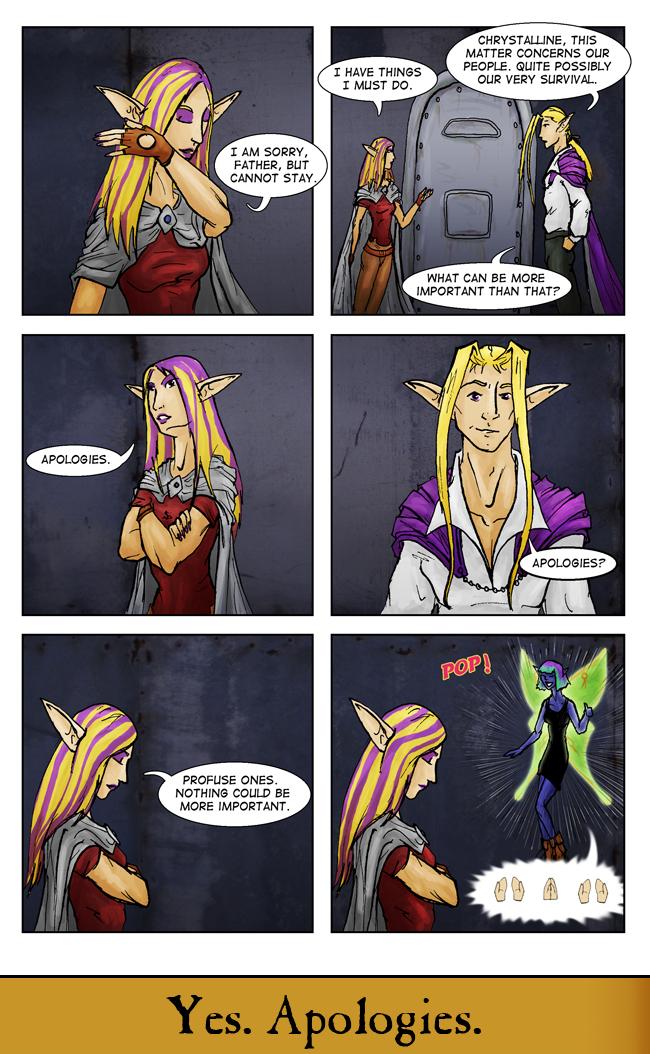 I AM SORRY,
FATHER, BUT
CANNOT STAY.
I HAVE THINGS
I MUST DO.
CHRYSTALLINE, THIS
MATTER CONCERNS OUR
PEOPLE. QUITE POSSIBLY
OUR VERY SURVIVAL.
WHAT CAN BE MORE
IMPORTANT THAN THAT?
APOLOGIES.
APOLOGIES?
PROFUSE ONES.
NOTHING COULD BE
MORE IMPORTANT.
POP!
Yes. Apologies.